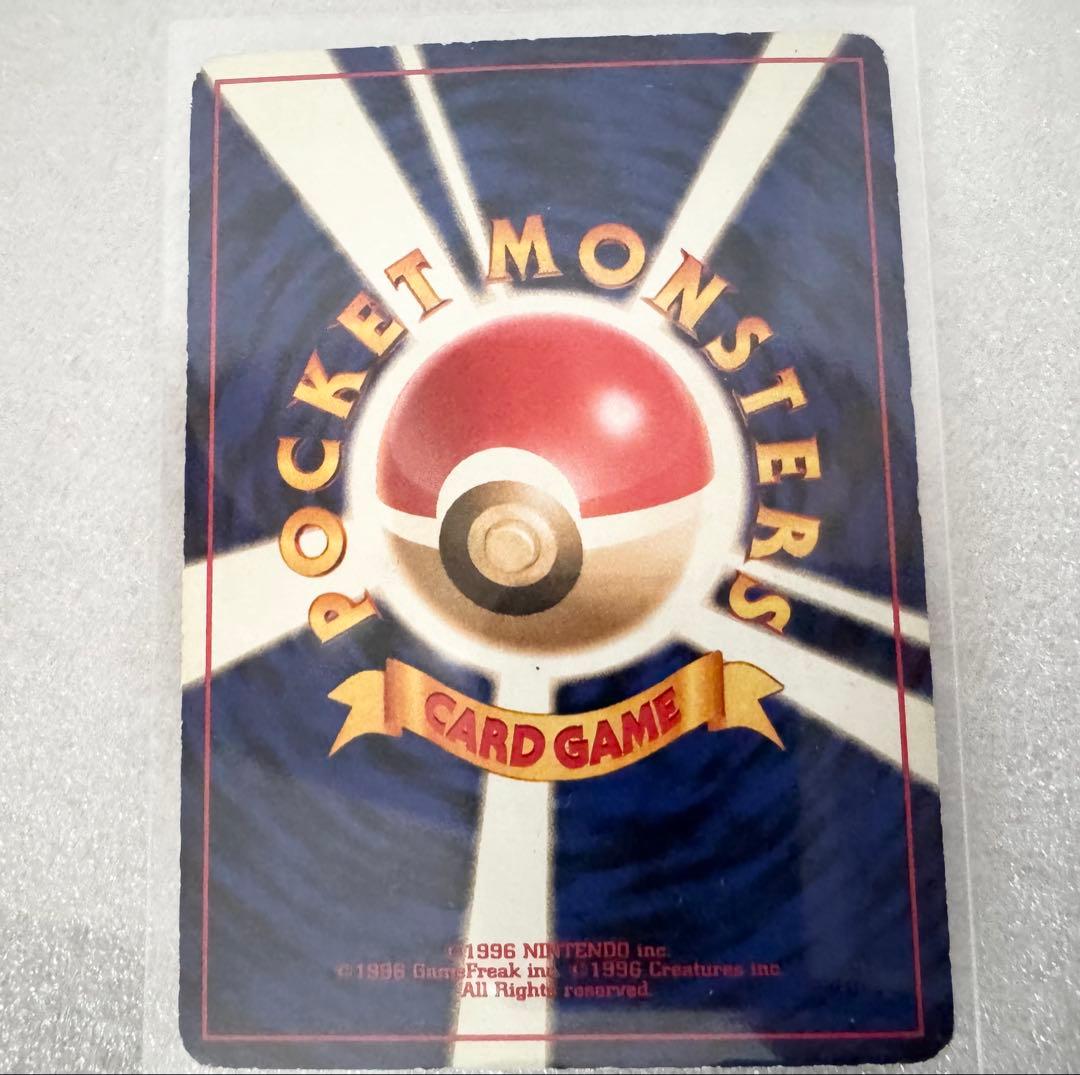 POCKET MONSTERS
CARD GAME
©1996 NINTENDO inc.
©1996 GameFreak inc. ©1996 Creatures inc.
All Rights reserved.